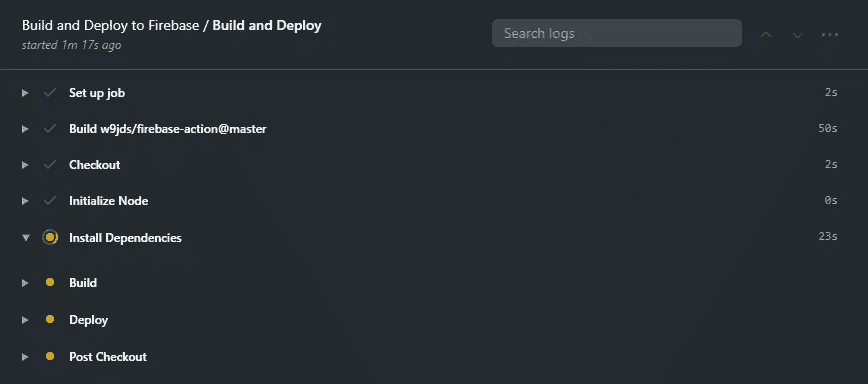 Build and Deploy to Firebase / Build and Deploy
started 1m 17s ago
Search logs
Set up job 2s
Build w9jds/firebase-action@master 50s
Checkout 2s
Initialize Node 0s
Install Dependencies 23s
Build
Deploy
Post Checkout